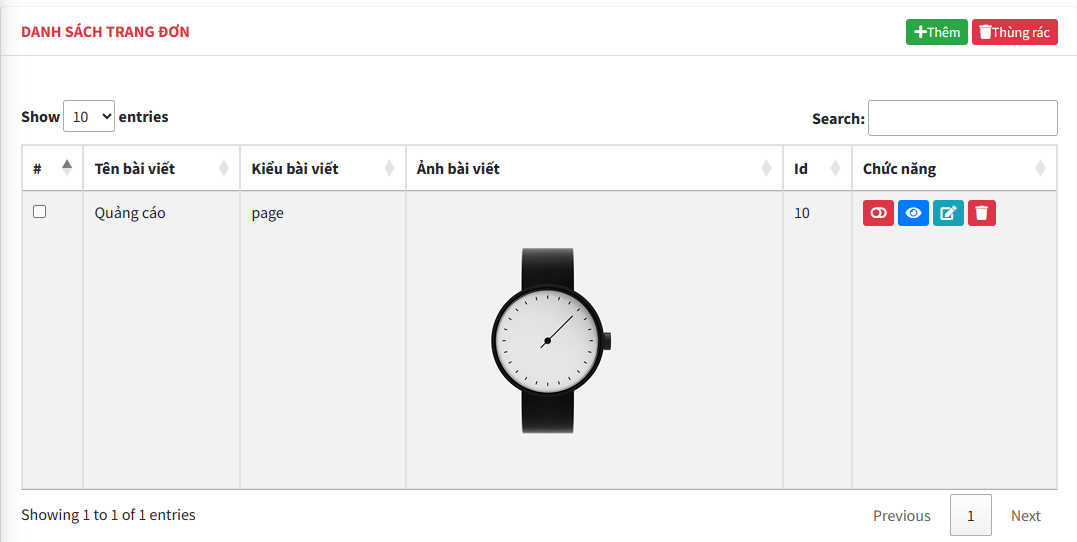 DANH SÁCH TRANG ĐƠN
Thêm Thùng rác
Show 10 entries
Search:
# Tên bài viết Kiểu bài viết Ảnh bài viết Id Chức năng
Quảng cáo page 10
Showing 1 to 1 of 1 entries
Previous 1 Next